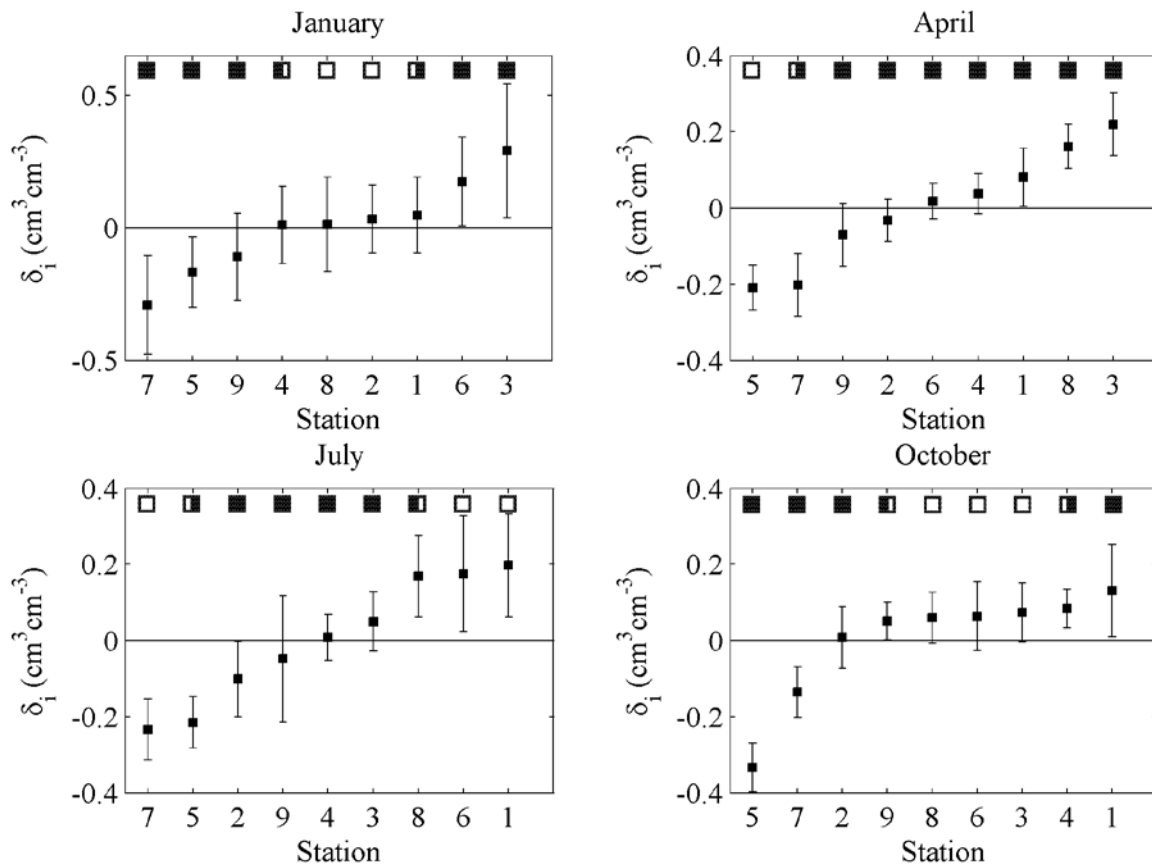 January
δi (cm³cm⁻³)
0.5
0
-0.5
7 5 9 4 8 2 1 6 3
Station
April
δi (cm³cm⁻³)
0.4
0.2
0
-0.2
-0.4
5 7 9 2 6 4 1 8 3
Station
July
δi (cm³cm⁻³)
0.4
0.2
0
-0.2
-0.4
7 5 2 9 4 3 8 6 1
Station
October
δi (cm³cm⁻³)
0.4
0.2
0
-0.2
-0.4
5 7 2 9 8 6 3 4 1
Station